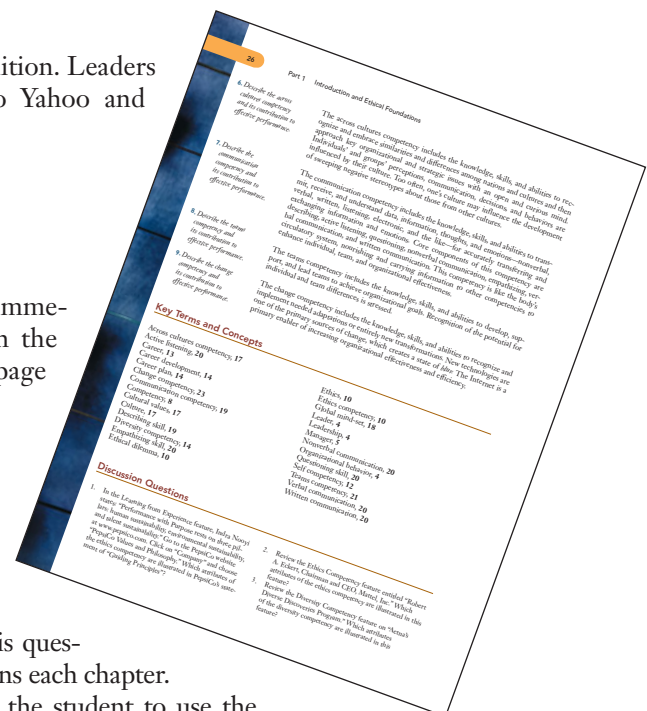 ition. Leaders
o Yahoo and
mme-
n the
page
is ques-
ns each chapter.
the student to use the
26
Part 1 Introduction and Ethical Foundations
6. Describe the across
cultures competency
and its contribution to
effective performance.
The across cultures competency includes the knowledge, skills, and abilities to rec-
ognize and embrace similarities and differences among nations and cultures and then
approach key organizational and strategic issues with an open and curious mind.
Individuals' and groups' perceptions, communication, decisions, and behaviors are
influenced by their culture. Too often, one's culture may influence the development
of sweeping negative stereotypes about those from other cultures.
7. Describe the
communication
competency and
its contribution to
effective performance.
The communication competency includes the knowledge, skills, and abilities to trans-
mit, receive, and understand data, information, thoughts, and emotions—nonverbal,
verbal, written, listening, electronic, and the like—for accurately transferring and
exchanging information and emotions. Core components of this competency are
describing, active listening, questioning, nonverbal communication, empathizing, ver-
bal communication, and written communication. This competency is like the body's
circulatory system, nourishing and carrying information to other competencies to
enhance individual, team, and organizational effectiveness.
8. Describe the teams
competency and
its contribution to
effective performance.
The teams competency includes the knowledge, skills, and abilities to develop, sup-
port, and lead teams to achieve organizational goals. Recognition of the potential for
individual and team differences is stressed.
9. Describe the change
competency and
its contribution to
effective performance.
The change competency includes the knowledge, skills, and abilities to recognize and
implement needed adaptations or entirely new transformations. New technologies are
one of the primary sources of change, which creates a state of blur. The Internet is a
primary enabler of increasing organizational effectiveness and efficiency.
Key Terms and Concepts
Across cultures competency, 17
Active listening, 20
Career, 13
Career development, 14
Career plan, 14
Change competency, 23
Communication competency, 19
Competency, 8
Cultural values, 17
Culture, 17
Describing skill, 19
Diversity competency, 14
Empathizing skill, 20
Ethical dilemma, 10
Ethics, 10
Ethics competency, 10
Global mind-set, 18
Leader, 4
Leadership, 4
Manager, 5
Nonverbal communication, 20
Organizational behavior, 4
Questioning skill, 20
Self competency, 12
Teams competency, 21
Verbal communication, 20
Written communication, 20
Discussion Questions
1. In the Learning from Experience feature, Indra Nooyi
states: "Performance with Purpose rests on three pil-
lars: human sustainability, environmental sustainability,
and talent sustainability." Go to the PepsiCo website
at www.pepsico.com. Click on "Company" and choose
"PepsiCo Values and Philosophy." Which attributes of
the ethics competency are illustrated in PepsiCo's state-
ment of "Guiding Principles"?
2. Review the Ethics Competency feature entitled "Robert
A. Eckert, Chairman and CEO, Mattel, Inc." Which
attributes of the ethics competency are illustrated in this
feature?
3. Review the Diversity Competency feature on "Aetna's
Diverse Discoveries Program." Which attributes
of the diversity competency are illustrated in this
feature?